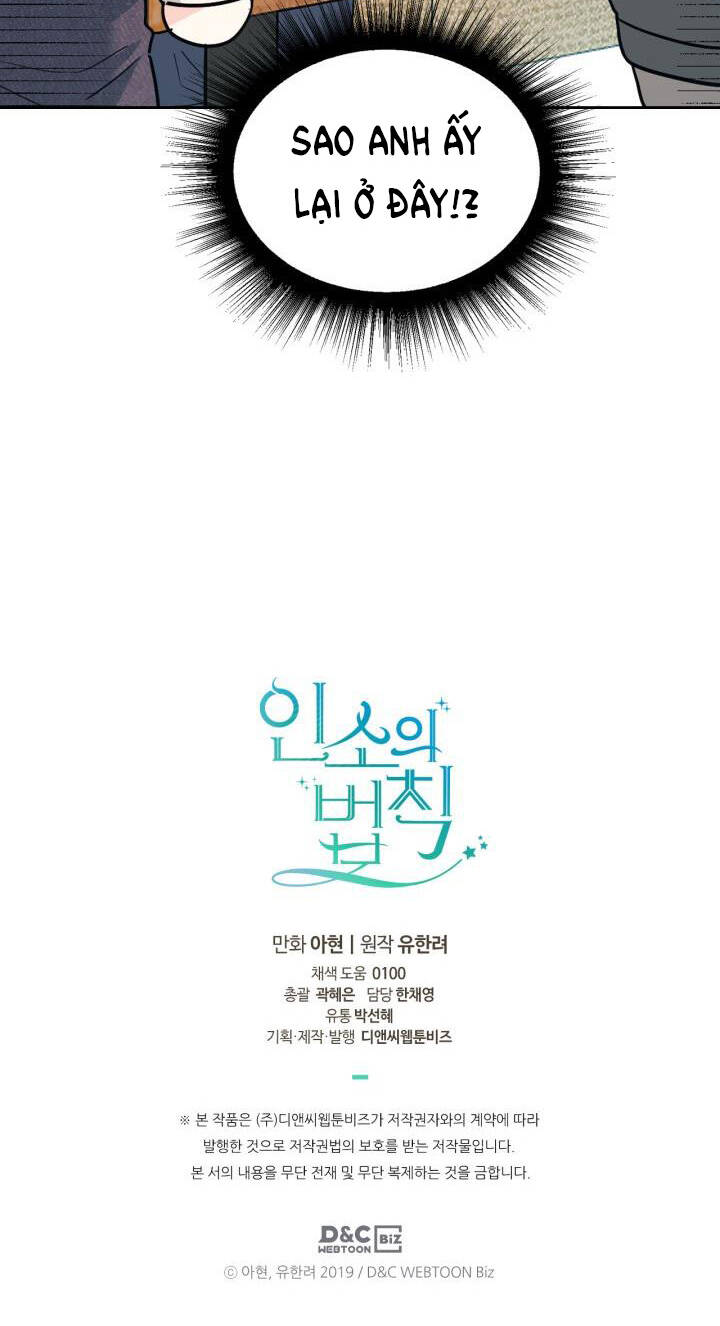 SAO ANH ẤY
LẠI Ở ĐÂY!?
인소의
법칙
만화 아현 | 원작 유한려
채색 도움 0100
총괄 곽혜은 담당 한채영
유통 박선혜
기획·제작·발행 디앤씨웹툰비즈
※ 본 작품은 (주)디앤씨웹툰비즈가 저작권자와의 계약에 따라
발행한 것으로 저작권법의 보호를 받는 저작물입니다.
본 서의 내용을 무단 전재 및 무단 복제하는 것을 금합니다.
D&C
WEBTOON BiZ
ⓒ 아현, 유한려 2019 / D&C WEBTOON Biz